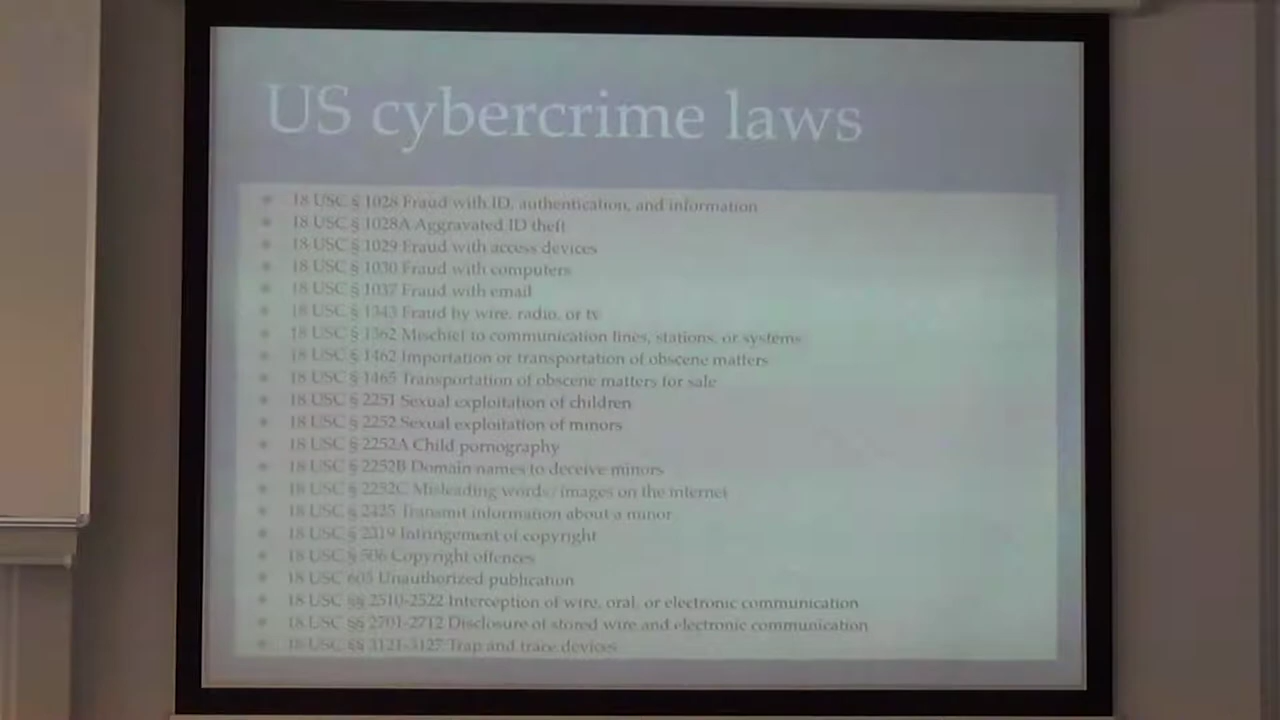 US cybercrime laws
18 USC § 1028 Fraud with ID, authentication, and information
18 USC § 1028A Aggravated ID theft
18 USC § 1029 Fraud with access devices
18 USC § 1030 Fraud with computers
18 USC § 1037 Fraud with email
18 USC § 1343 Fraud by wire, radio, or tv
18 USC § 1362 Mischief to communication lines, stations, or systems
18 USC § 1462 Importation or transportation of obscene matters
18 USC § 1465 Transportation of obscene matters for sale
18 USC § 2251 Sexual exploitation of children
18 USC § 2252 Sexual exploitation of minors
18 USC § 2252A Child pornography
18 USC § 2252B Domain names to deceive minors
18 USC § 2252C Misleading words/images on the internet
18 USC § 2425 Transmit information about a minor
18 USC § 2319 Infringement of copyright
18 USC § 506 Copyright offences
18 USC 605 Unauthorized publication
18 USC §§ 2510-2522 Interception of wire, oral, or electronic communication
18 USC §§ 2701-2712 Disclosure of stored wire and electronic communication
18 USC §§ 3121-3127 Trap and trace devices